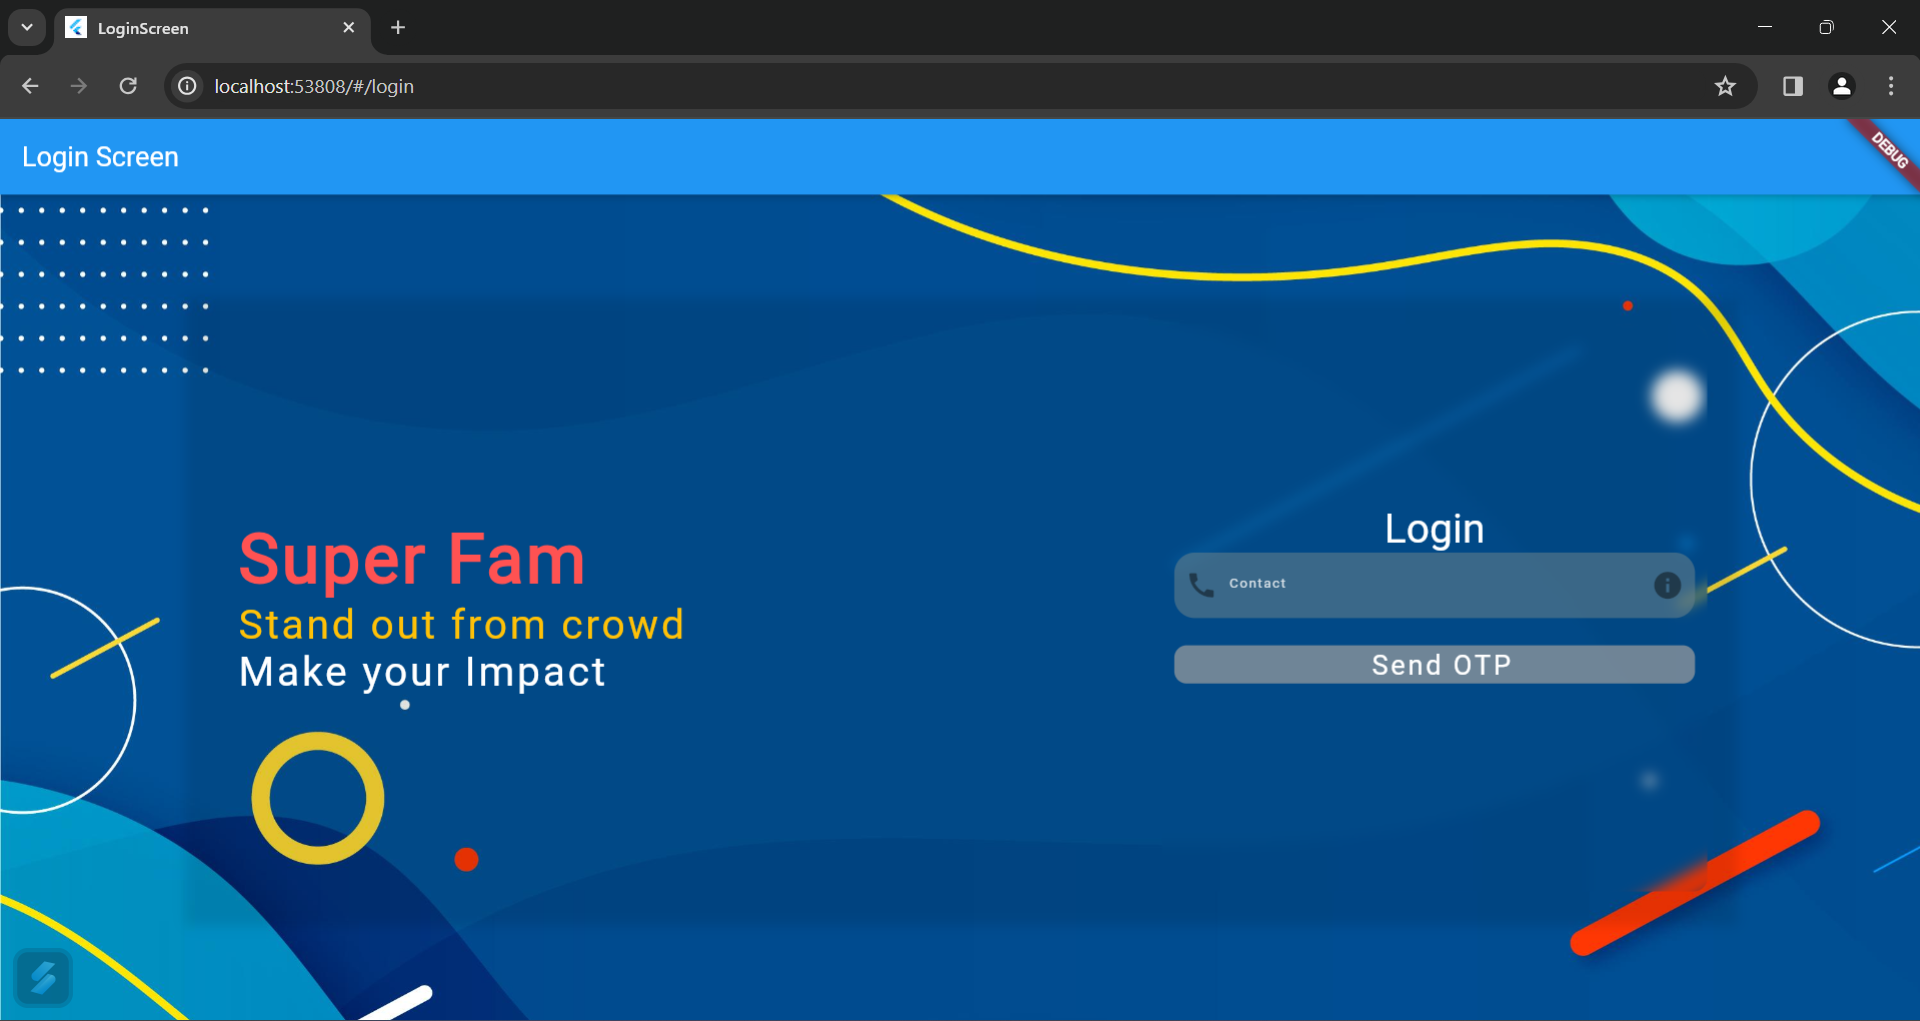 LoginScreen
localhost:53808/#/login
Login Screen
DEBUG
Super Fam
Stand out from crowd
Make your Impact
Login
Contact
Send OTP